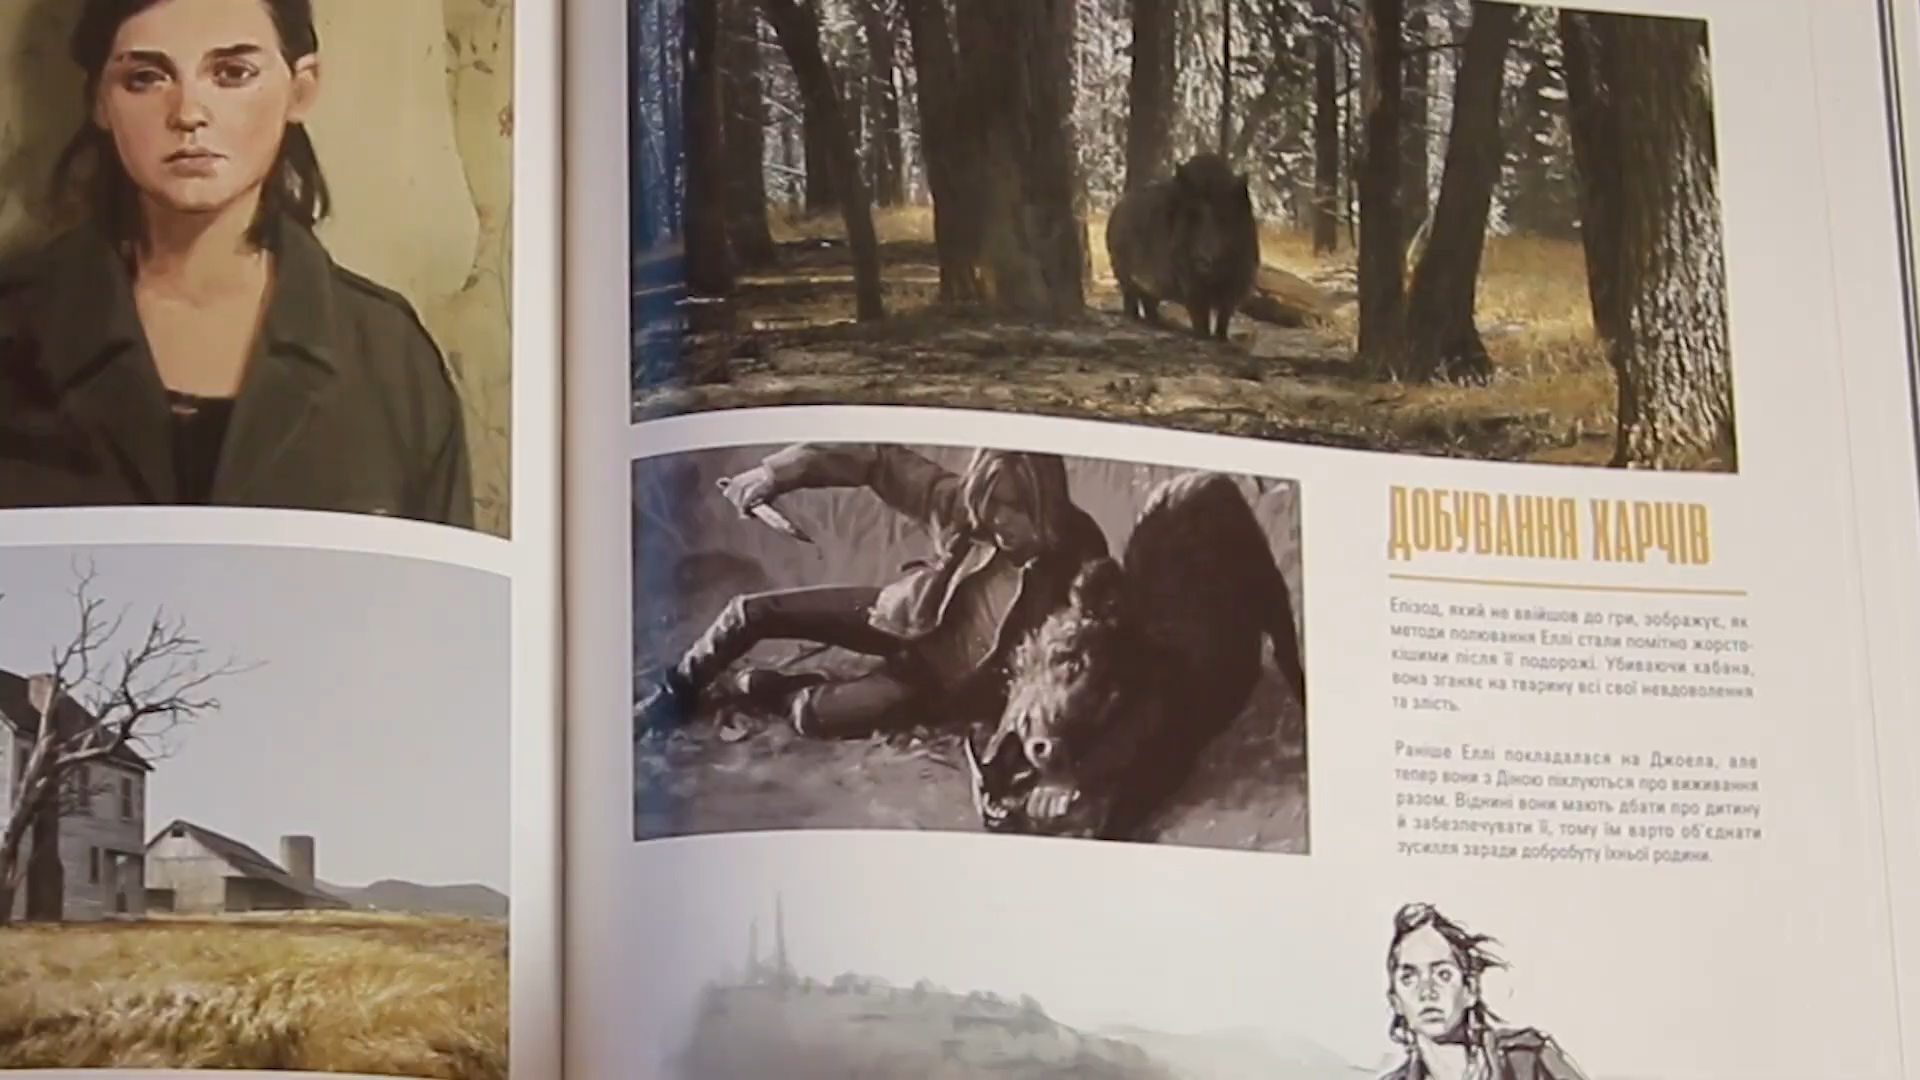 ДОБУВАННЯ ХАРЧІВ
Епізод, який не ввійшов до гри, зображує, як
методи полювання Еллі стали помітно жорсто-
кішими після її подорожі. Убиваючи кабана,
вона зганяє на тварину всі свої невдоволення
та злість.
Раніше Еллі покладалася на Джоела, але
тепер вони з Діною піклуються про виживання
разом. Віднині вони мають дбати про дитину
й забезпечувати її, тому їм варто об'єднати
зусилля заради добробуту їхньої родини.